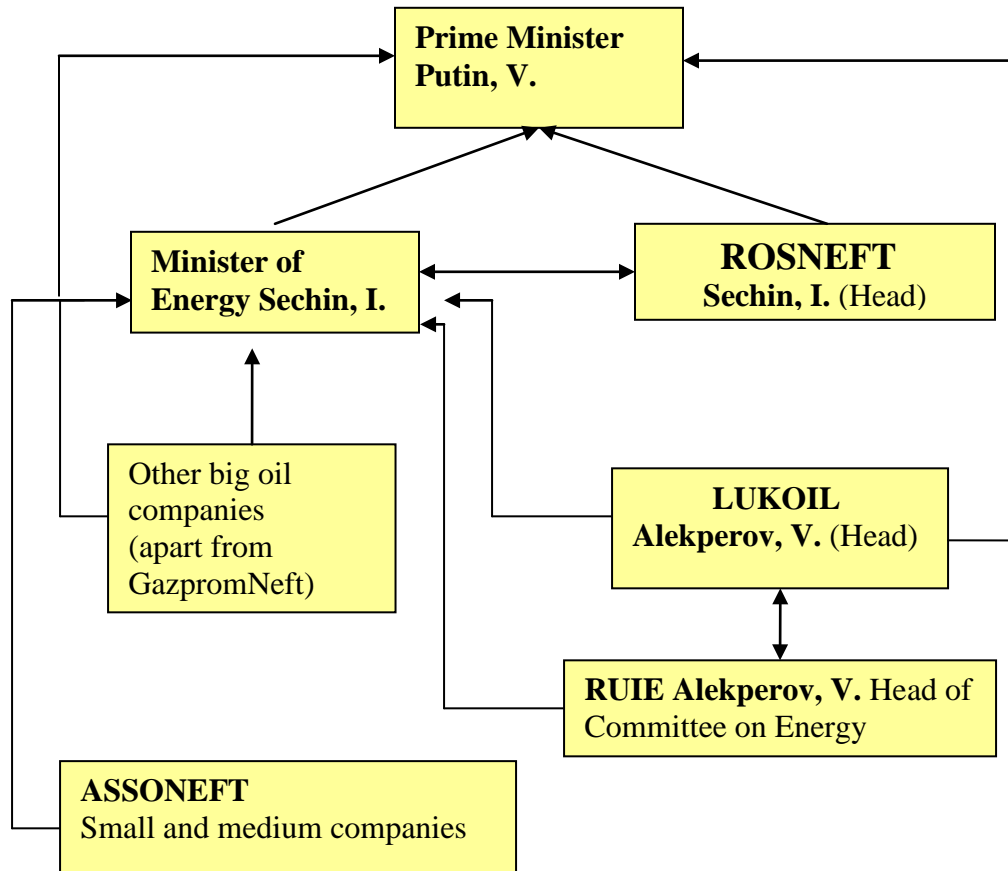 Prime Minister
Putin, V.
Minister of
Energy Sechin, I.
ROSNEFT
Sechin, I. (Head)
Other big oil
companies
(apart from
GazpromNeft)
LUKOIL
Alekperov, V. (Head)
RUIE Alekperov, V. Head of
Committee on Energy
ASSONEFT
Small and medium companies